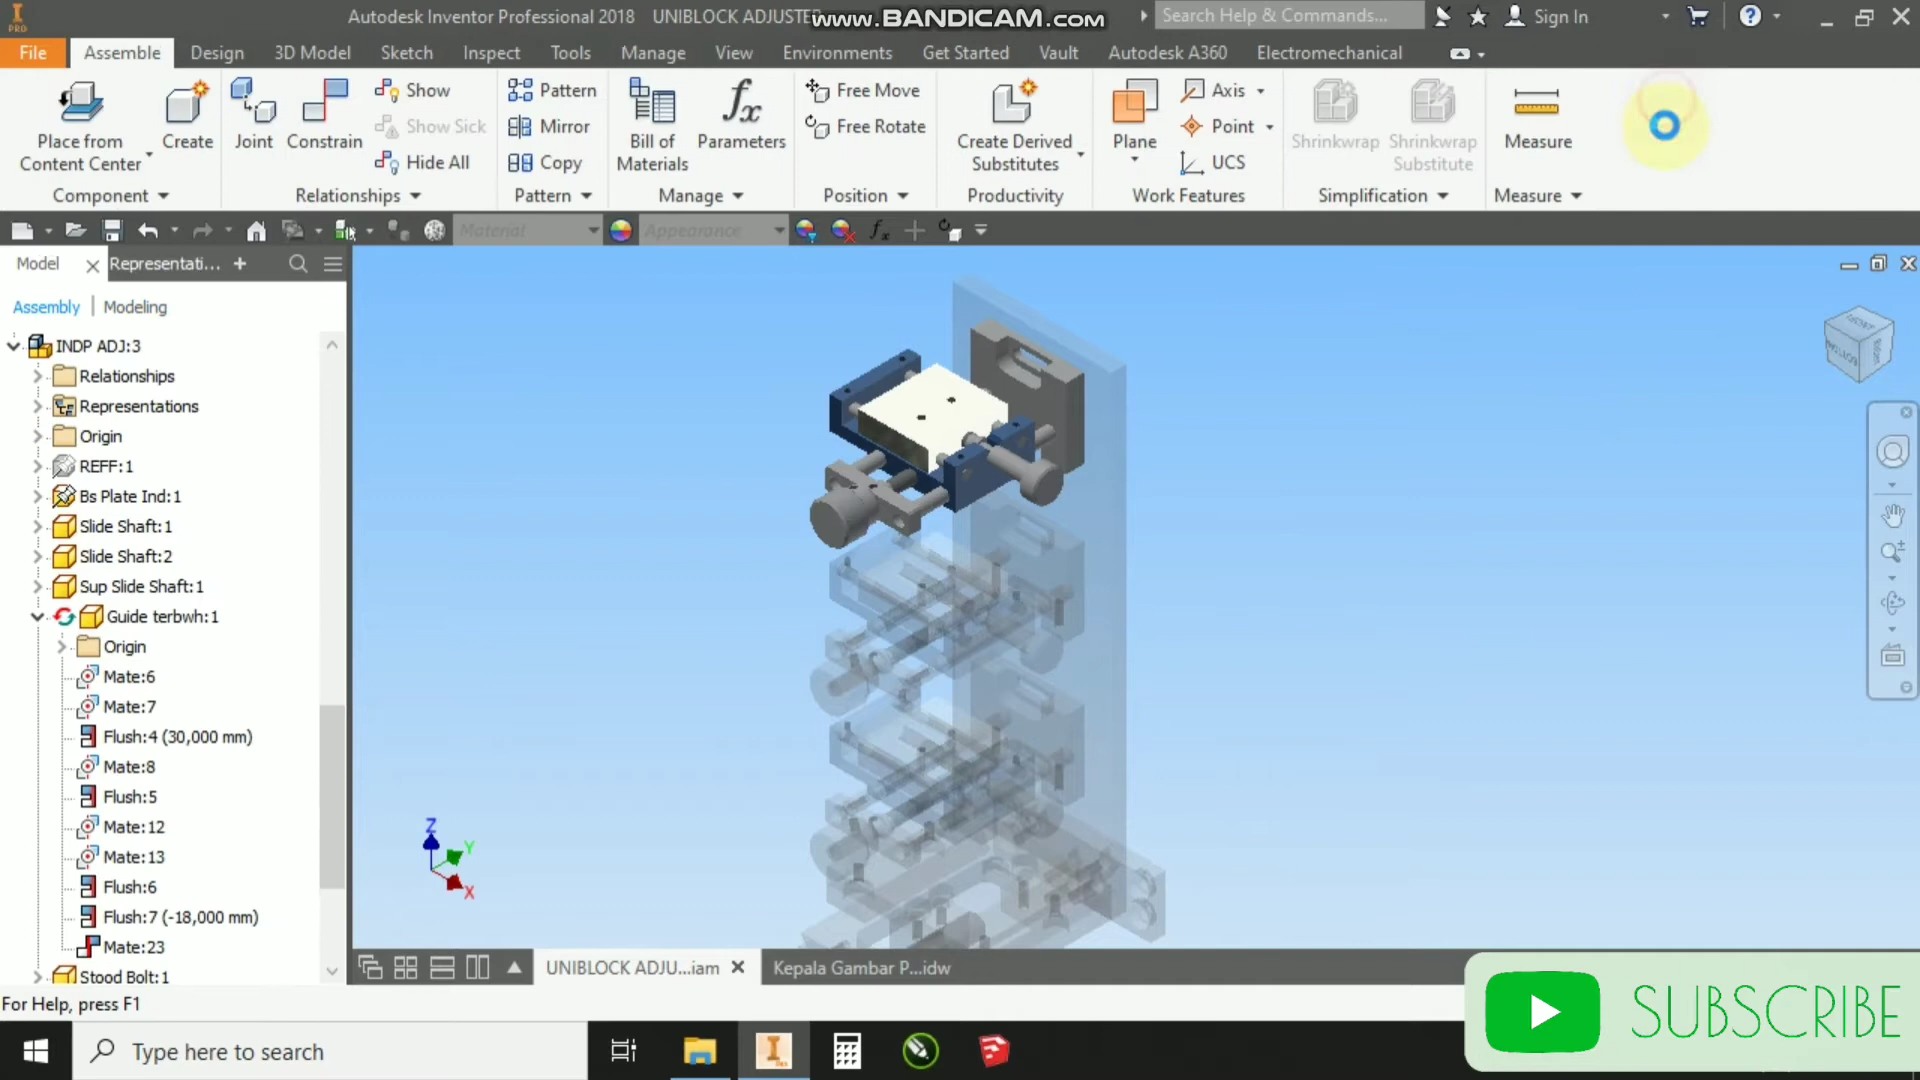 Autodesk Inventor Professional 2018 UNIBLOCK ADJUSTER
www.BANDICAM.com
Search Help & Commands...
Sign In
PRO
File Assemble Design 3D Model Sketch Inspect Tools Manage View Environments Get Started Vault Autodesk A360 Electromechanical
Place from
Content Center
Create
Joint
Constrain
Show
Show Sick
Hide All
Pattern
Mirror
Copy
Bill of
Materials
Parameters
Free Move
Free Rotate
Create Derived
Substitutes
Plane
Axis
Point
UCS
Shrinkwrap
Shrinkwrap
Substitute
Measure
Component Relationships Pattern Manage Position Productivity Work Features Simplification Measure
Material
Appearance
Model Representati... +
Assembly | Modeling
INDP ADJ:3
Relationships
Representations
Origin
REFF:1
Bs Plate Ind:1
Slide Shaft:1
Slide Shaft:2
Sup Slide Shaft:1
Guide terbwh:1
Origin
Mate:6
Mate:7
Flush:4 (30,000 mm)
Mate:8
Flush:5
Mate:12
Mate:13
Flush:6
Flush:7 (-18,000 mm)
Mate:23
Stood Bolt:1
FRONT
BOTTOM
Z
Y
X
UNIBLOCK ADJU...iam
Kepala Gambar P...idw
For Help, press F1
Type here to search
SUBSCRIBE